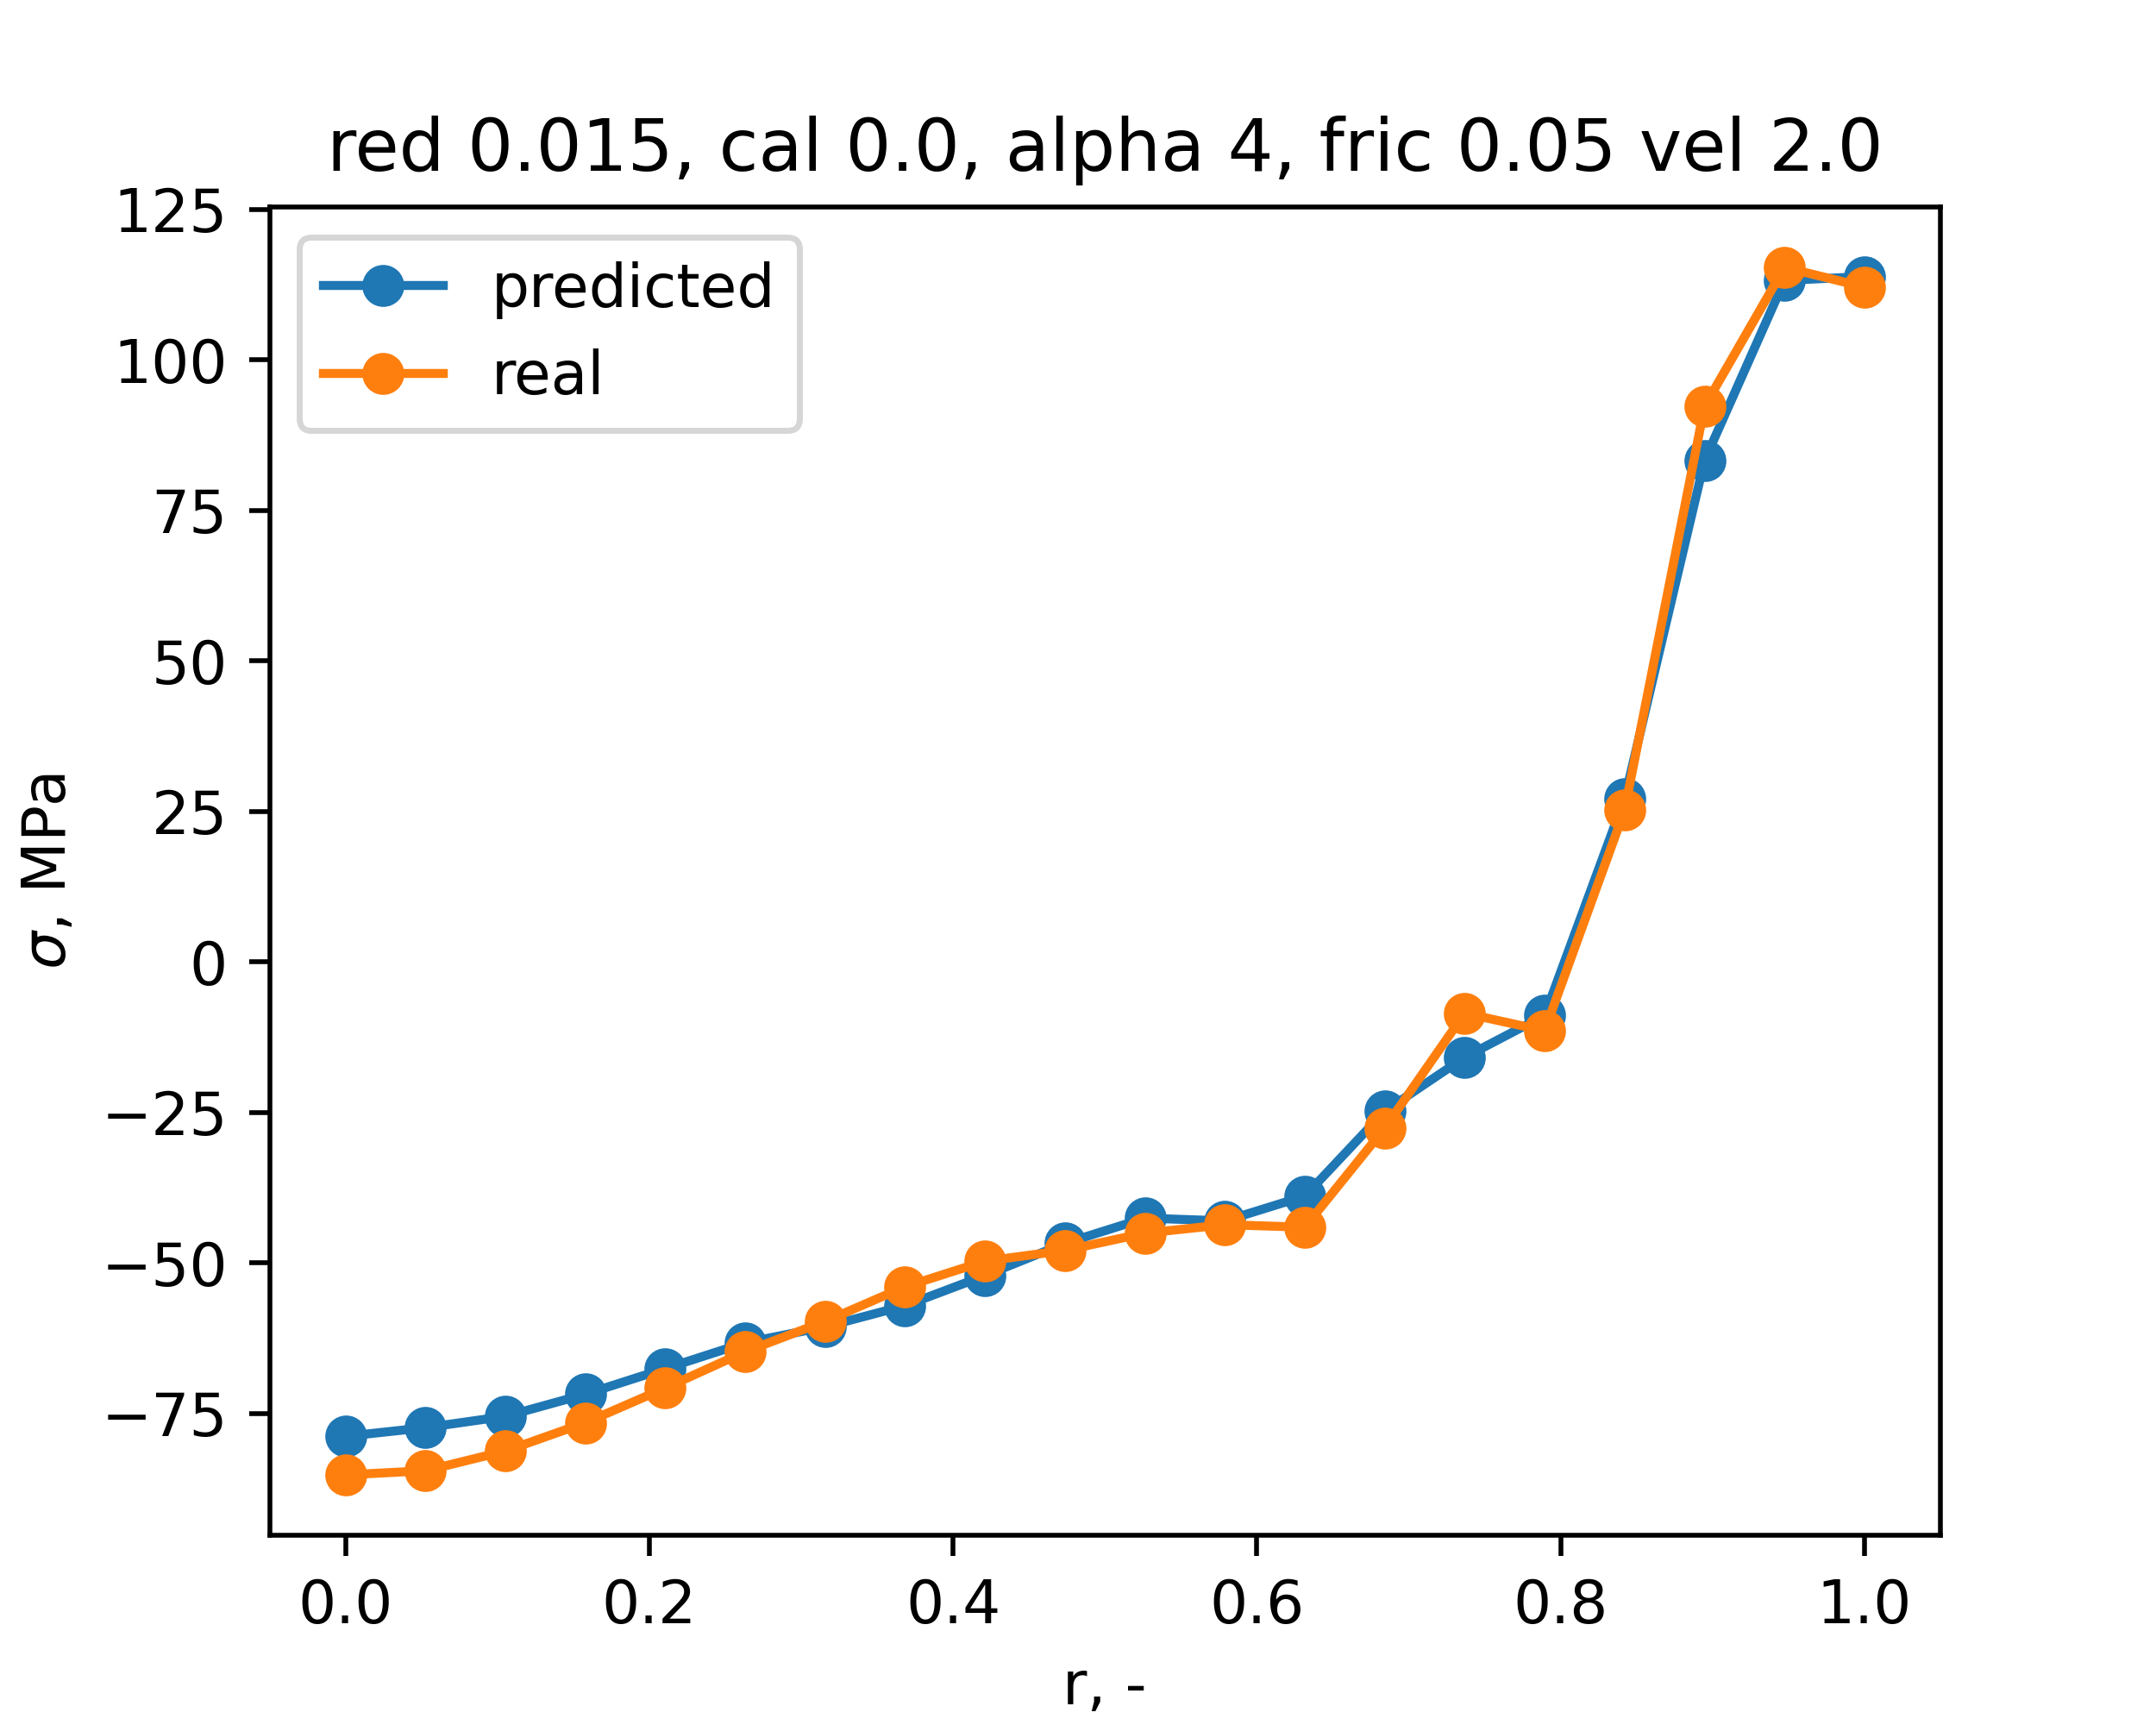 red 0.015, cal 0.0, alpha 4, fric 0.05 vel 2.0
125
100
75
50
25
0
−25
−50
−75
σ, MPa
predicted
real
0.0 0.2 0.4 0.6 0.8 1.0
r, -